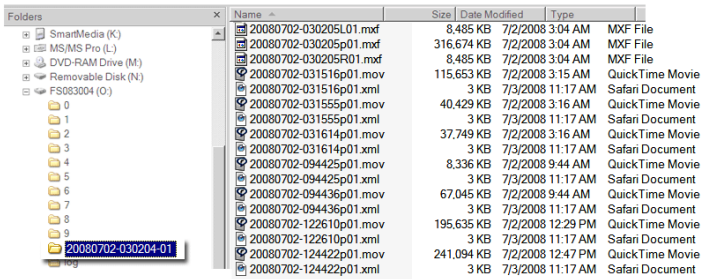 Folders ×
SmartMedia (K:)
MS/MS Pro (L:)
DVD-RAM Drive (M:)
Removable Disk (N:)
FS083004 (O:)
0
1
2
3
4
5
6
7
8
9
20080702-030204-01
log
Name Size Date Modified Type
20080702-030205L01.mxf 8,485 KB 7/2/2008 3:04 AM MXF File
20080702-030205p01.mxf 316,674 KB 7/2/2008 3:04 AM MXF File
20080702-030205R01.mxf 8,485 KB 7/2/2008 3:04 AM MXF File
20080702-031516p01.mov 115,653 KB 7/2/2008 3:15 AM QuickTime Movie
20080702-031516p01.xml 3 KB 7/3/2008 11:17 AM Safari Document
20080702-031555p01.mov 40,429 KB 7/2/2008 3:16 AM QuickTime Movie
20080702-031555p01.xml 3 KB 7/3/2008 11:17 AM Safari Document
20080702-031614p01.mov 37,749 KB 7/2/2008 3:16 AM QuickTime Movie
20080702-031614p01.xml 3 KB 7/3/2008 11:17 AM Safari Document
20080702-094425p01.mov 8,336 KB 7/2/2008 9:44 AM QuickTime Movie
20080702-094425p01.xml 3 KB 7/3/2008 11:17 AM Safari Document
20080702-094436p01.mov 67,045 KB 7/2/2008 9:44 AM QuickTime Movie
20080702-094436p01.xml 3 KB 7/3/2008 11:17 AM Safari Document
20080702-122610p01.mov 195,635 KB 7/2/2008 12:29 PM QuickTime Movie
20080702-122610p01.xml 3 KB 7/3/2008 11:17 AM Safari Document
20080702-124422p01.mov 241,094 KB 7/2/2008 12:47 PM QuickTime Movie
20080702-124422p01.xml 3 KB 7/3/2008 11:17 AM Safari Document